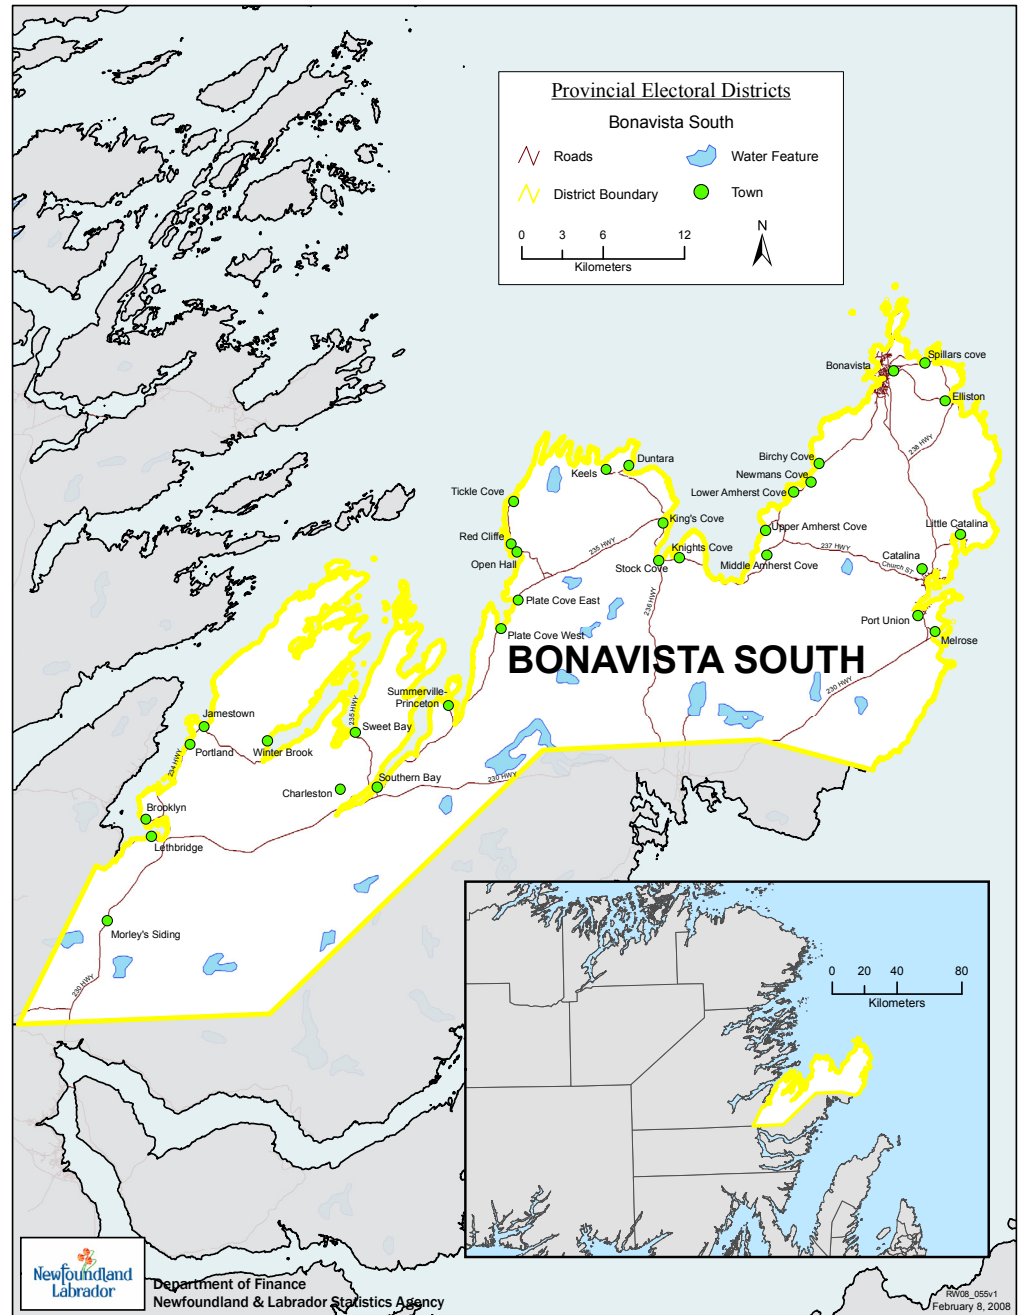 Provincial Electoral Districts
Bonavista South
Roads
Water Feature
District Boundary
Town
0 3 6 12
Kilometers
N
Bonavista
Spillars cove
Elliston
238 HWY
Birchy Cove
Newmans Cove
Lower Amherst Cove
Duntara
Keels
Tickle Cove
King's Cove
Upper Amherst Cove
Little Catalina
Red Cliffe
235 HWY
Knights Cove
237 HWY
Open Hall
Stock Cove
Middle Amherst Cove
Catalina
Church ST
Plate Cove East
236 HWY
Port Union
Plate Cove West
Melrose
BONAVISTA SOUTH
230 HWY
Summerville-
Princeton
Jamestown
235 HWY
Sweet Bay
Portland
Winter Brook
234 HWY
Charleston
Southern Bay
230 HWY
Brooklyn
Lethbridge
Morley's Siding
230 HWY
0 20 40 80
Kilometers
Newfoundland
Labrador
Department of Finance
Newfoundland & Labrador Statistics Agency
RW08_055v1
February 8, 2008